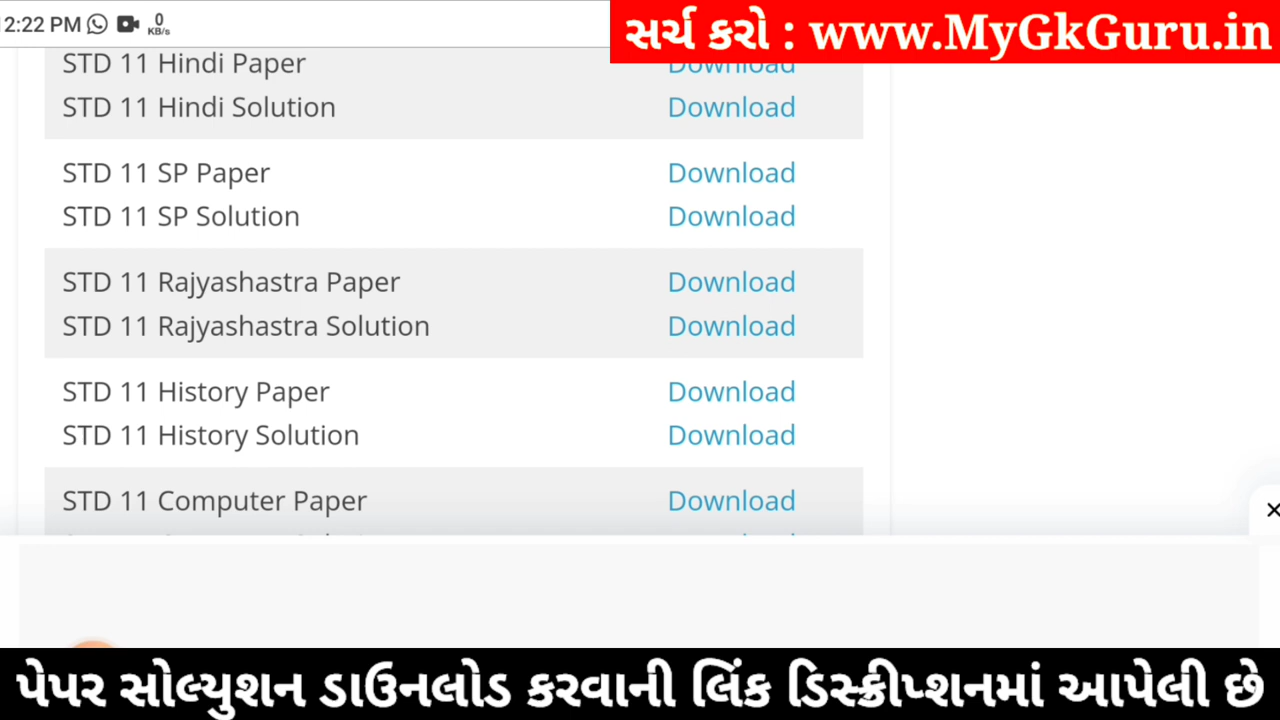 12:22 PM 0 KB/s
સર્ચ કરો : www.MyGkGuru.in
STD 11 Hindi Paper Download
STD 11 Hindi Solution Download
STD 11 SP Paper Download
STD 11 SP Solution Download
STD 11 Rajyashastra Paper Download
STD 11 Rajyashastra Solution Download
STD 11 History Paper Download
STD 11 History Solution Download
STD 11 Computer Paper Download
પેપર સોલ્યુશન ડાઉનલોડ કરવાની લિંક ડિસ્ક્રીપ્શનમાં આપેલી છે